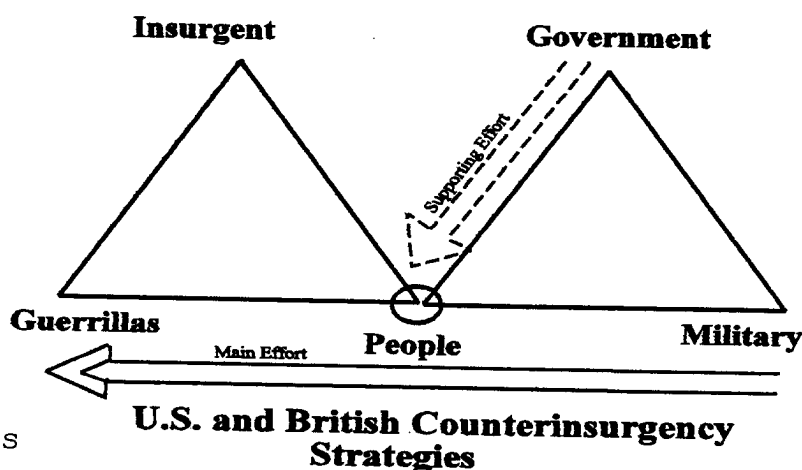 Insurgent
Government
Supporting Effort
Guerrillas
People
Military
Main Effort
U.S. and British Counterinsurgency
Strategies
s